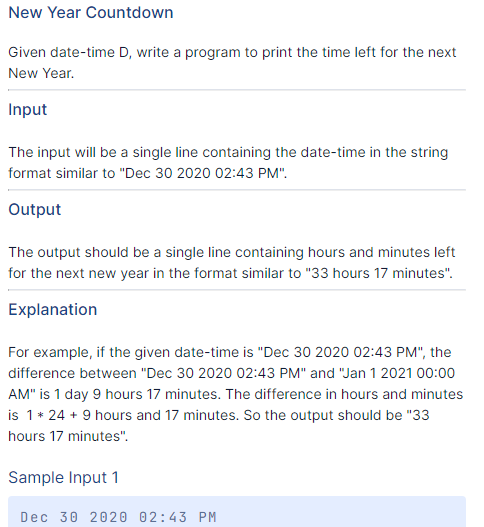 New Year Countdown
Given date-time D, write a program to print the time left for the next
New Year.
Input
The input will be a single line containing the date-time in the string
format similar to "Dec 30 2020 02:43 PM".
Output
The output should be a single line containing hours and minutes left
for the next new year in the format similar to "33 hours 17 minutes".
Explanation
For example, if the given date-time is "Dec 30 2020 02:43 PM", the
difference between "Dec 30 2020 02:43 PM" and "Jan 1 2021 00:00
AM" is 1 day 9 hours 17 minutes. The difference in hours and minutes
is 1 * 24 + 9 hours and 17 minutes. So the output should be "33
hours 17 minutes".
Sample Input 1
Dec 30 2020 02:43 PM